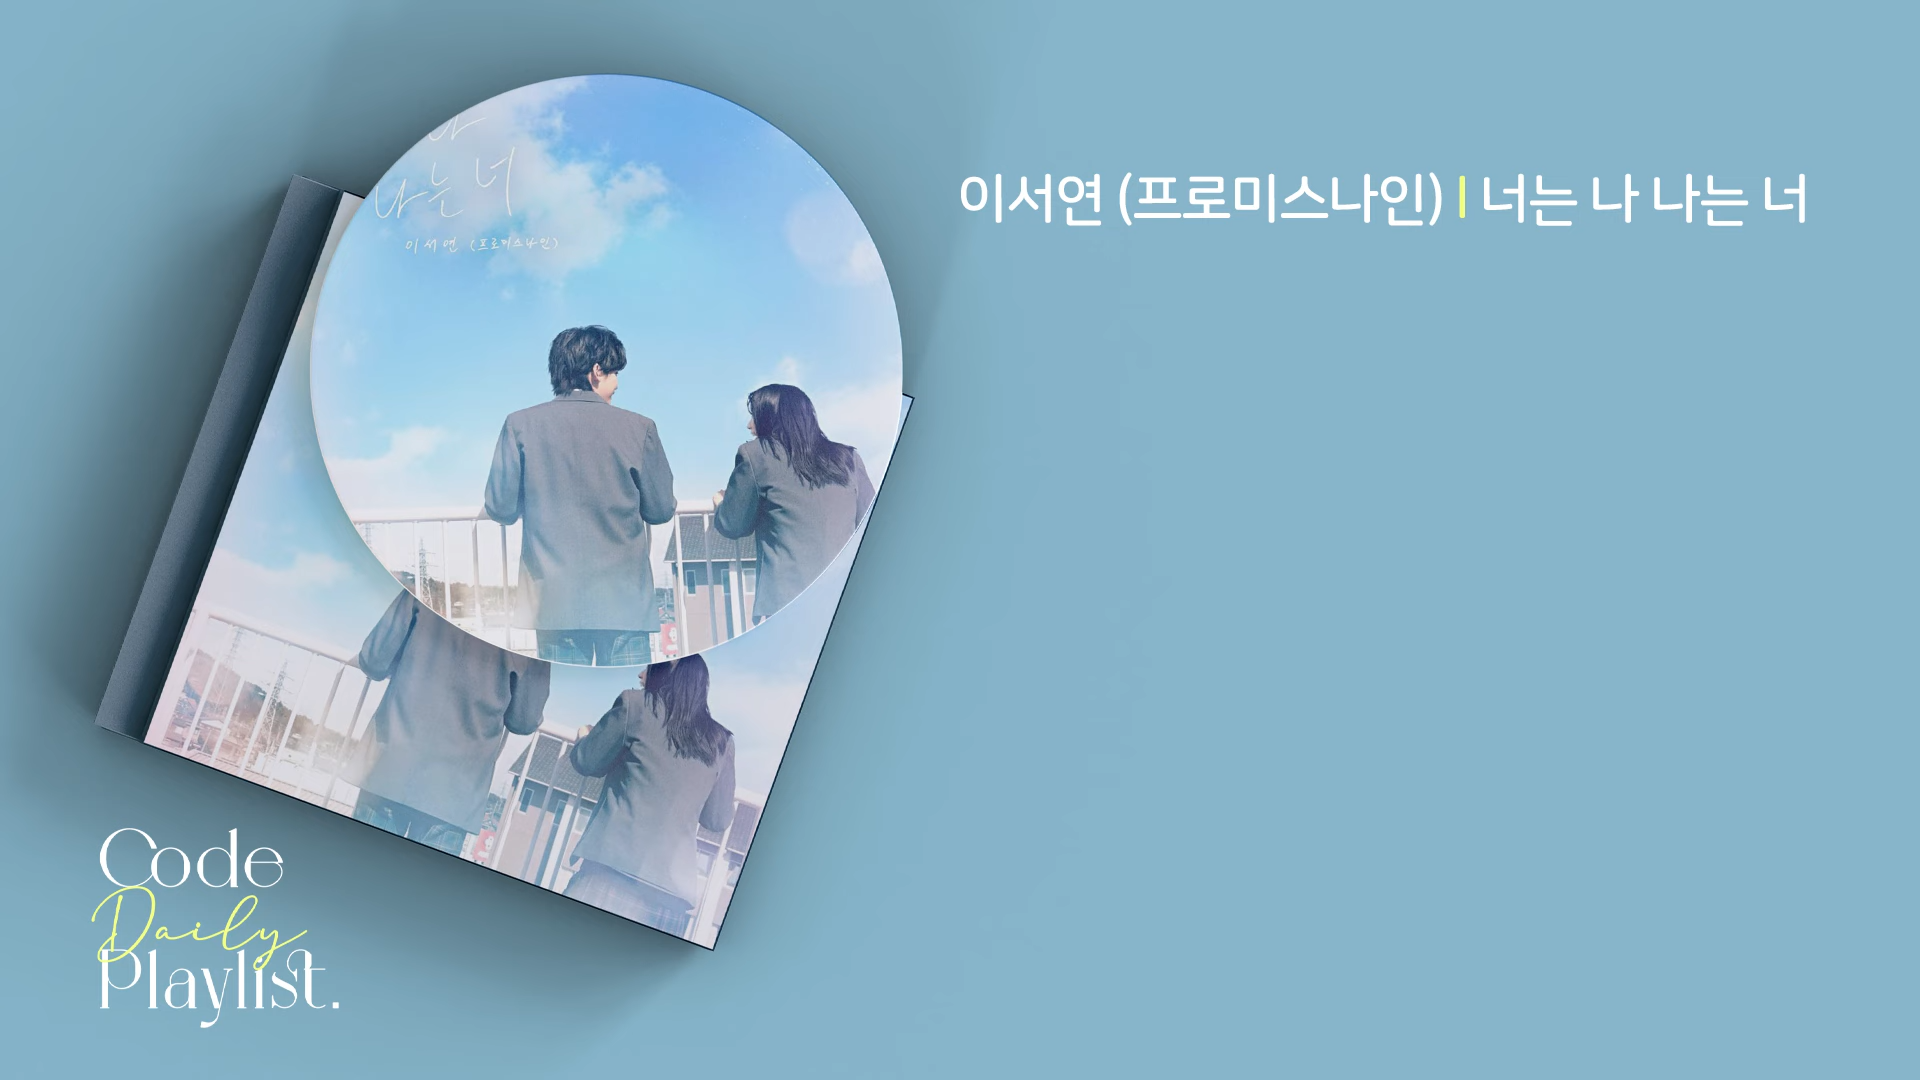 나
나는 너
이서연 (프로미스나인)
이서연 (프로미스나인) | 너는 나 나는 너
Code
Daily
Playlist.